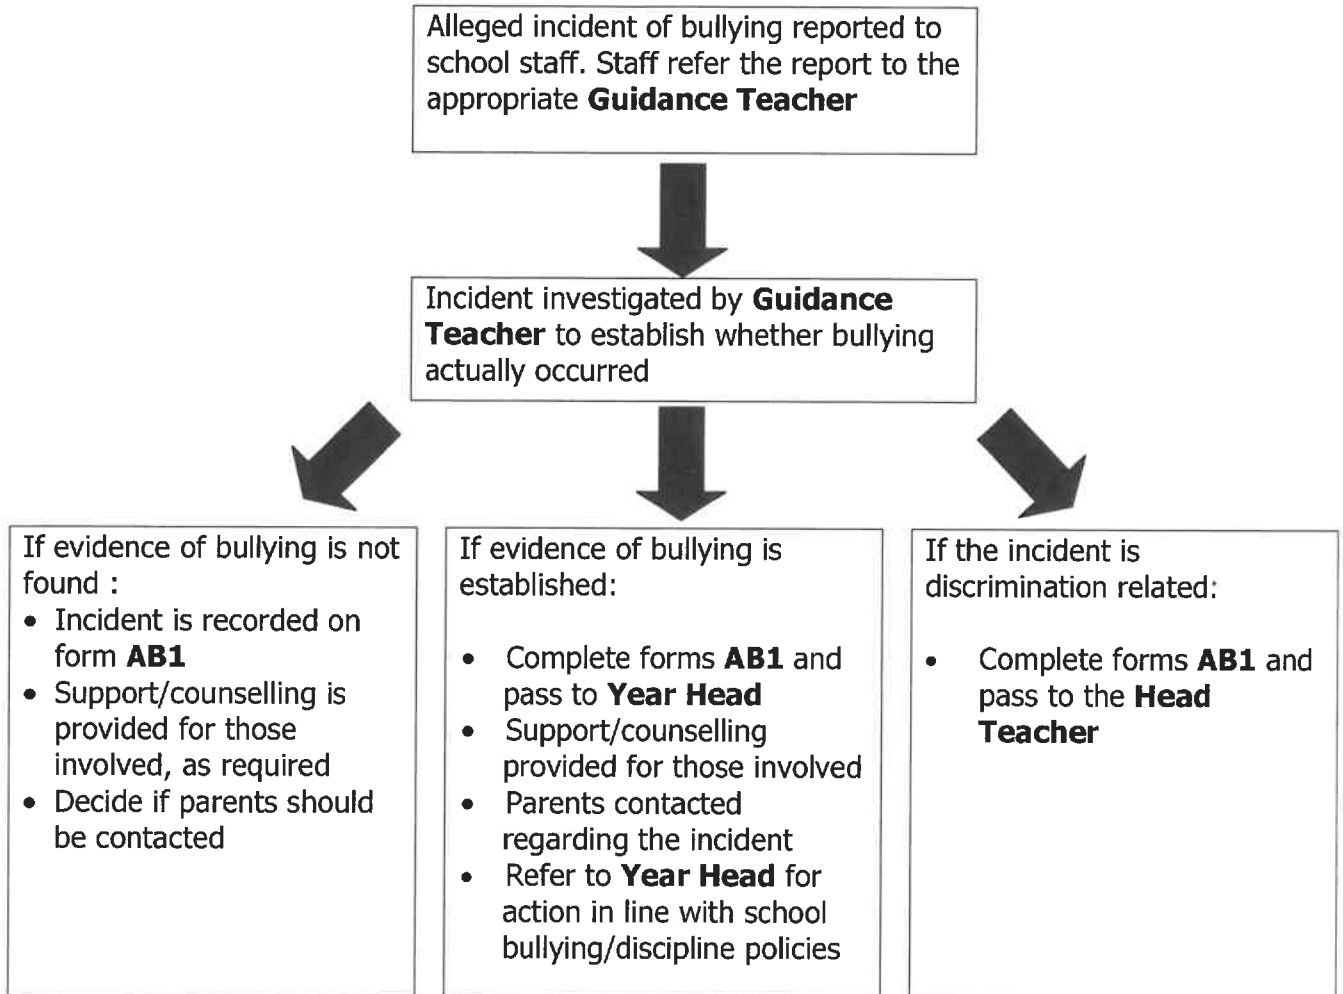 Alleged incident of bullying reported to
school staff. Staff refer the report to the
appropriate Guidance Teacher
Incident investigated by Guidance
Teacher to establish whether bullying
actually occurred
If evidence of bullying is not
found :
• Incident is recorded on
form AB1
• Support/counselling is
provided for those
involved, as required
• Decide if parents should
be contacted
If evidence of bullying is
established:
• Complete forms AB1 and
pass to Year Head
• Support/counselling
provided for those involved
• Parents contacted
regarding the incident
• Refer to Year Head for
action in line with school
bullying/discipline policies
If the incident is
discrimination related:
• Complete forms AB1 and
pass to the Head
Teacher